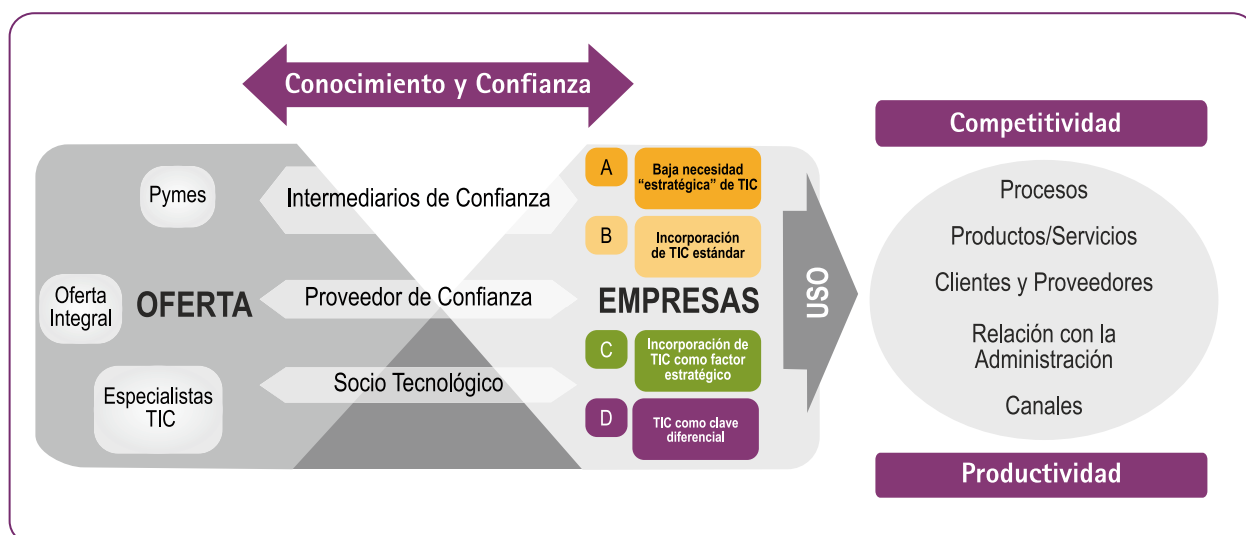 Conocimiento y Confianza
Pymes
Oferta
Integral
OFERTA
Especialistas
TIC
Intermediarios de Confianza
Proveedor de Confianza
Socio Tecnológico
A
Baja necesidad
“estratégica” de TIC
B
Incorporación
de TIC estándar
EMPRESAS
C
Incorporación de
TIC como factor
estratégico
D
TIC como clave
diferencial
USO
Competitividad
Procesos
Productos/Servicios
Clientes y Proveedores
Relación con la
Administración
Canales
Productividad